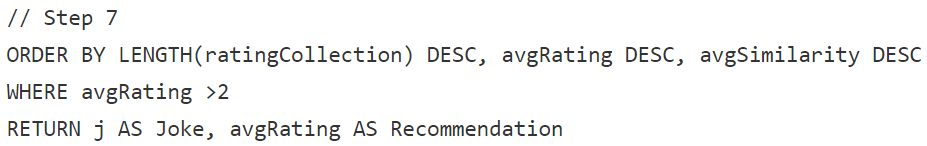 // Step 7
ORDER BY LENGTH(ratingCollection) DESC, avgRating DESC, avgSimilarity DESC
WHERE avgRating >2
RETURN j AS Joke, avgRating AS Recommendation